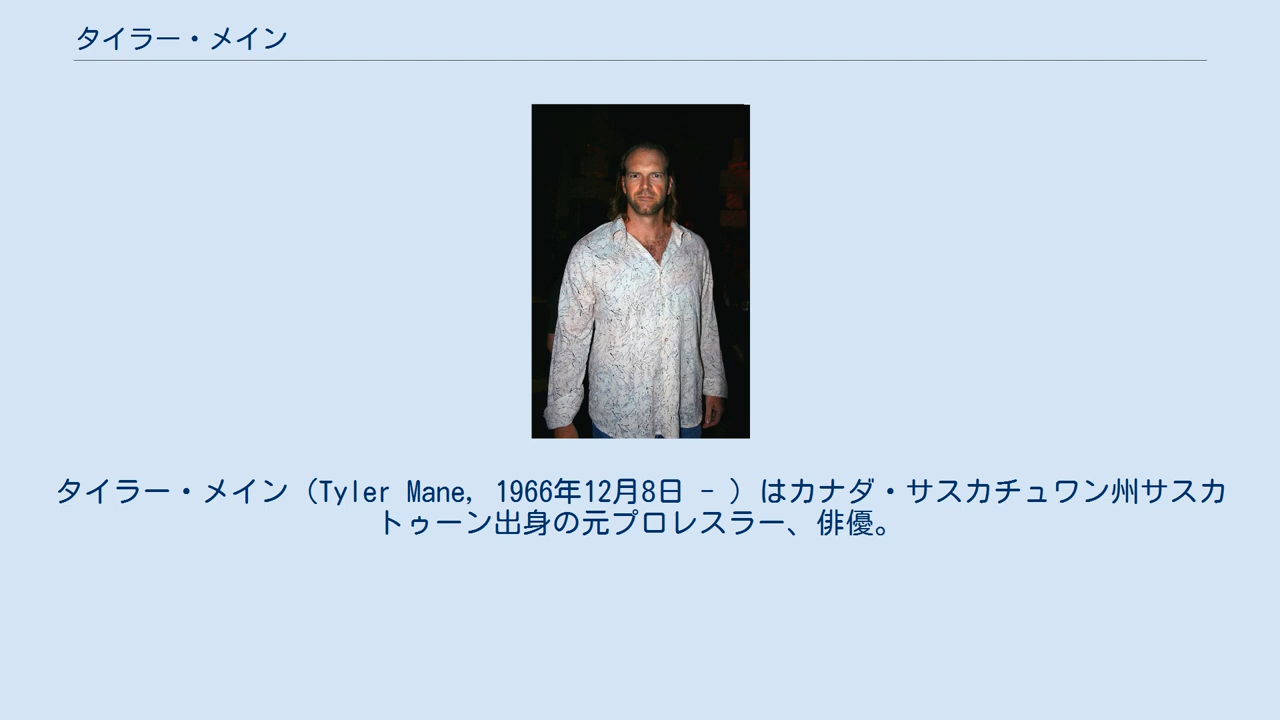 タイラー・メイン
タイラー・メイン（Tyler Mane, 1966年12月8日 - ）はカナダ・サスカチュワン州サスカ
トゥーン出身の元プロレスラー、俳優。